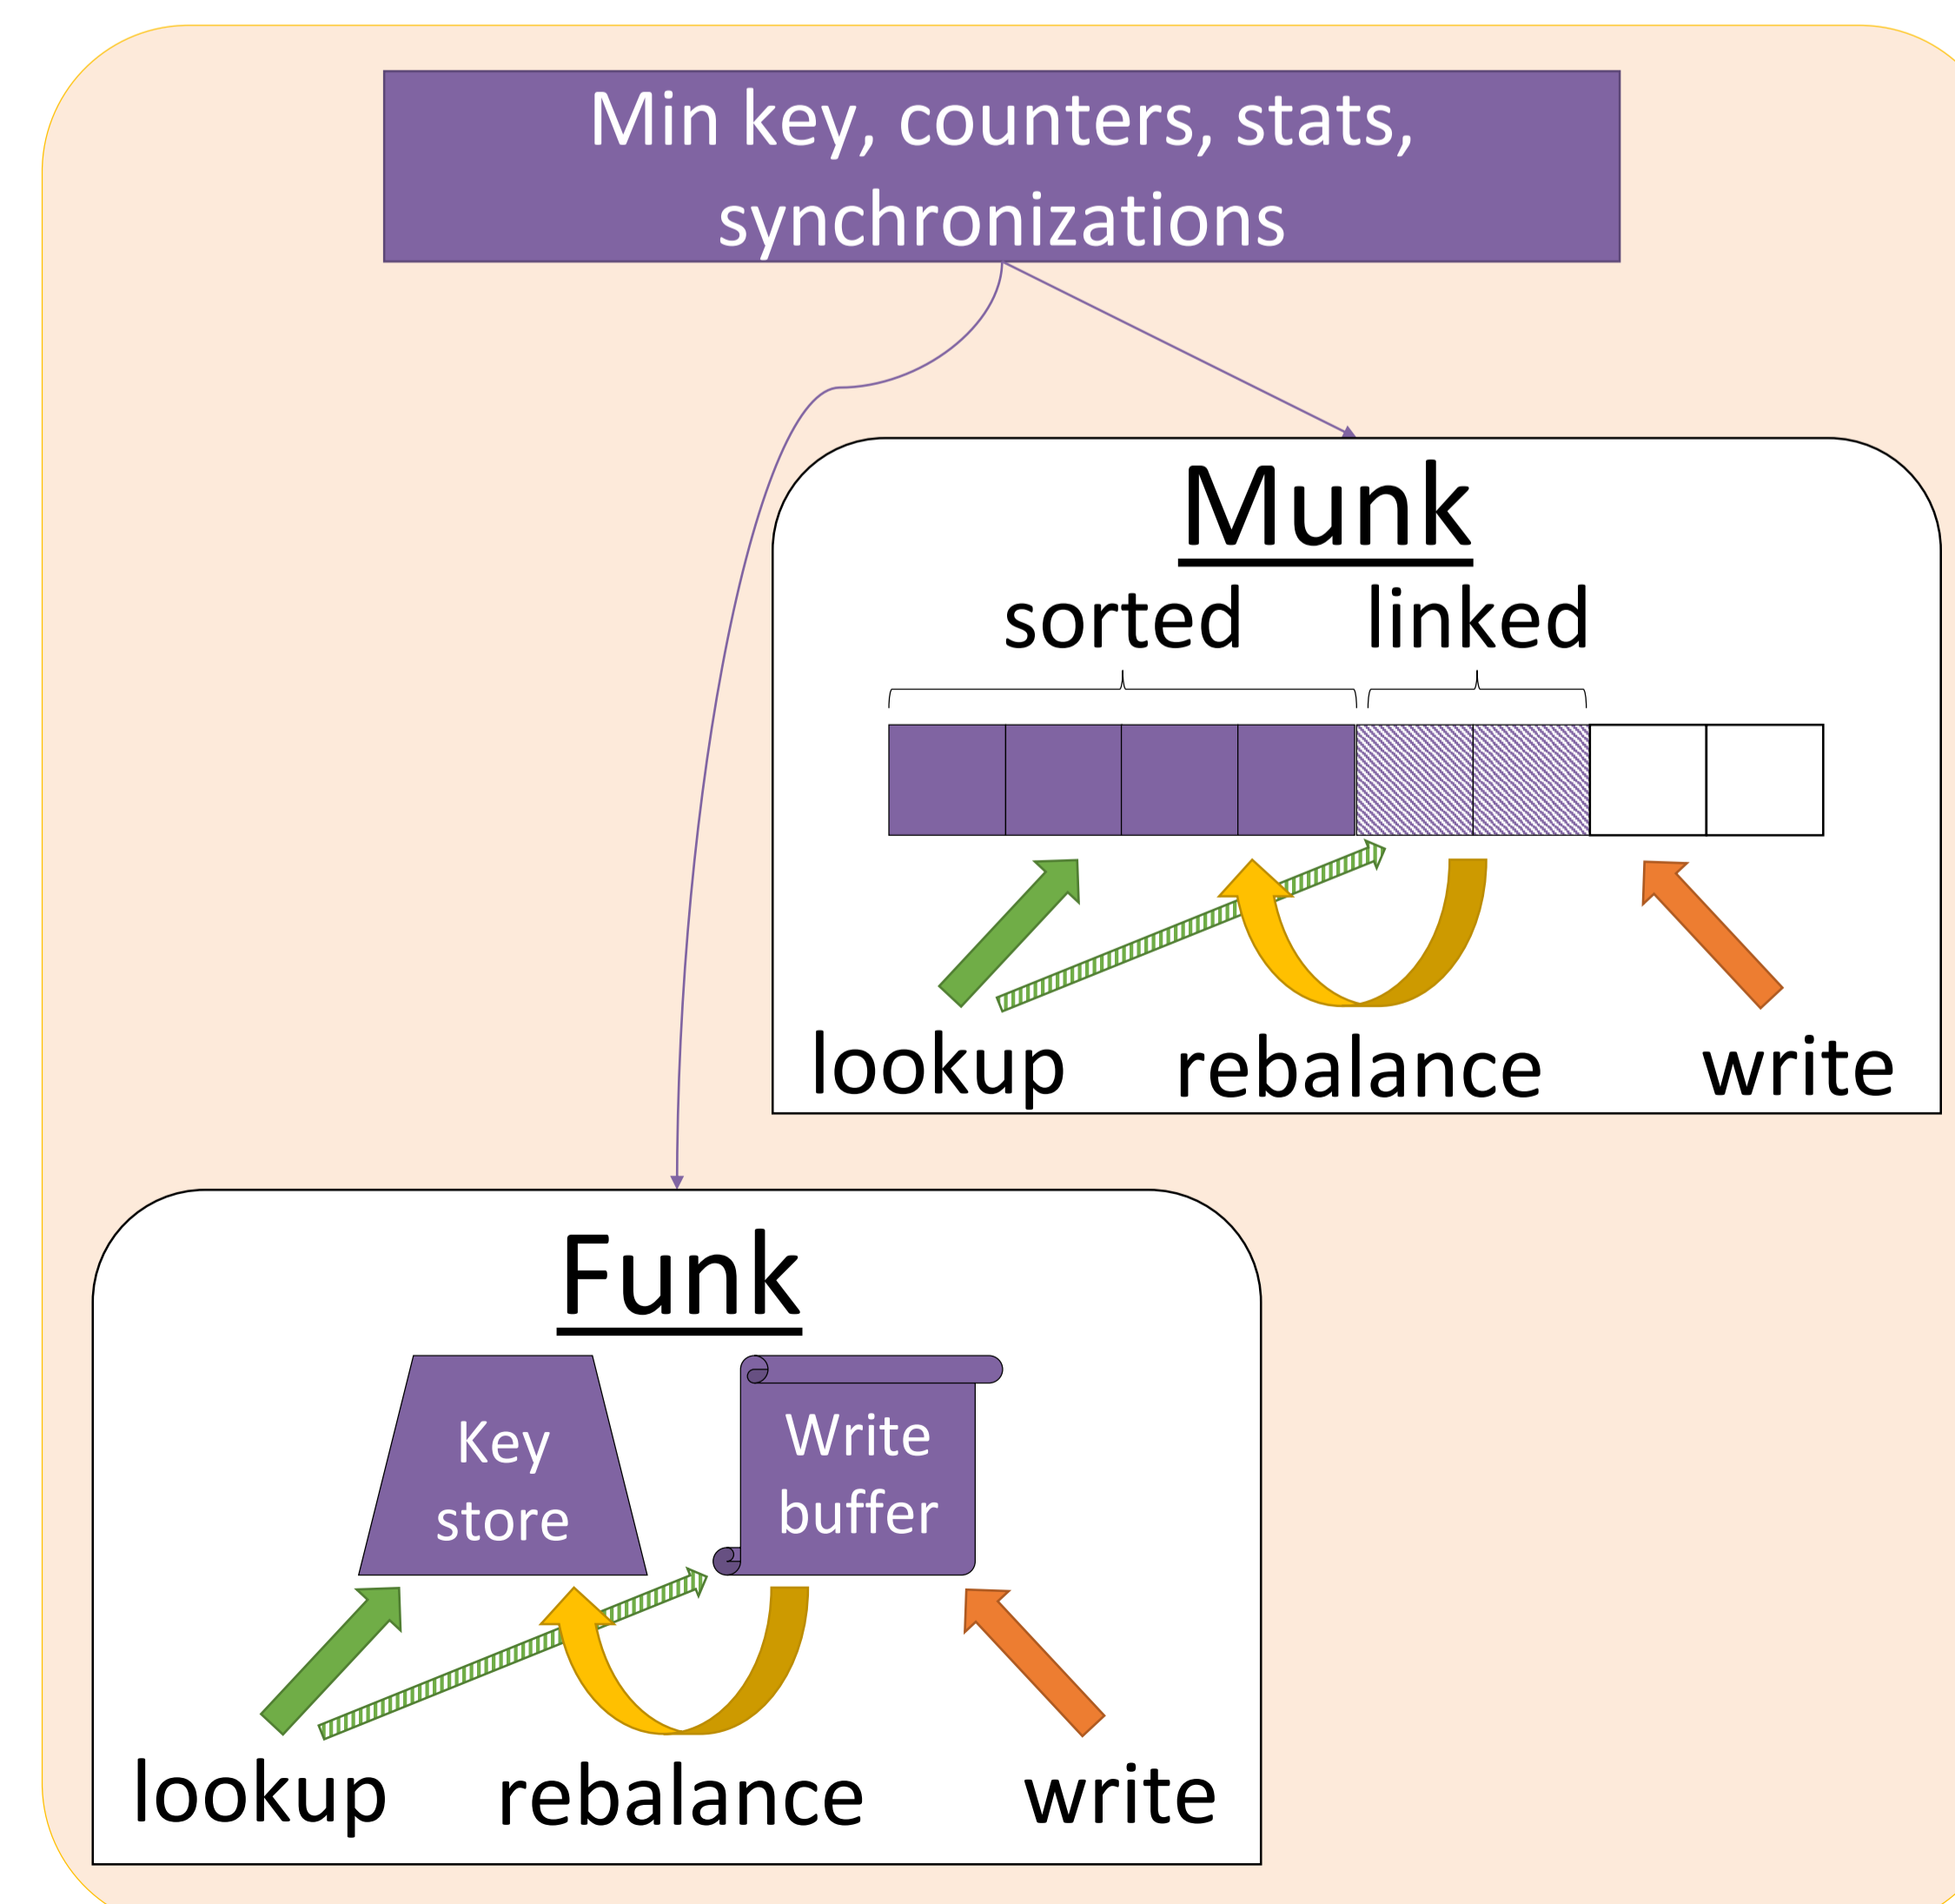 Min key, counters, stats,
synchronizations
Munk
sorted linked
lookup rebalance write
Funk
Key
store
Write
buffer
lookup rebalance write